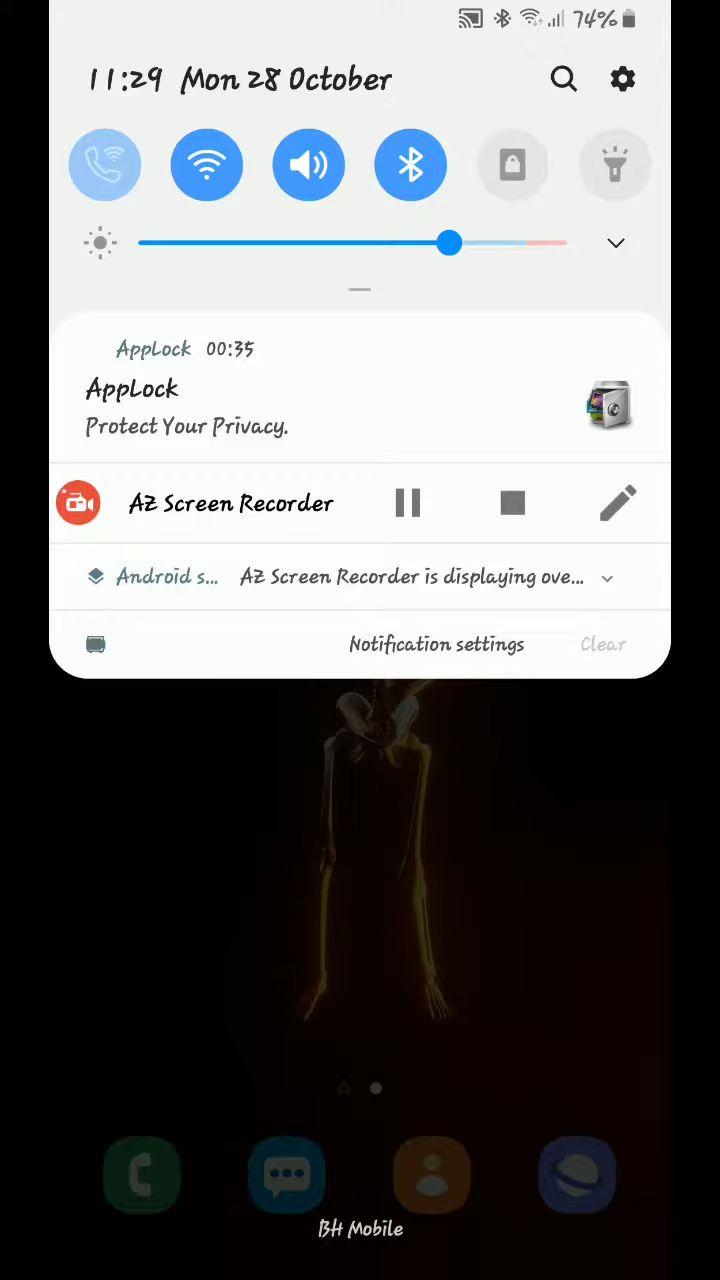 74%
11:29 Mon 28 October
AppLock 00:35
AppLock
Protect Your Privacy.
AZ Screen Recorder
Android s... AZ Screen Recorder is displaying ove...
Notification settings Clear
BH Mobile